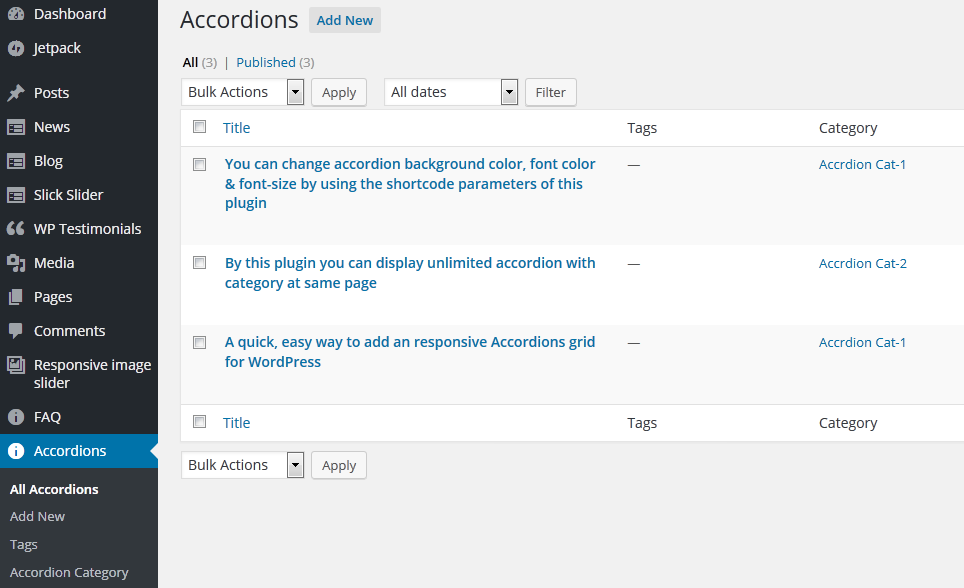 Dashboard
Jetpack
Posts
News
Blog
Slick Slider
WP Testimonials
Media
Pages
Comments
Responsive image
slider
FAQ
Accordions
All Accordions
Add New
Tags
Accordion Category
Accordions Add New
All (3) | Published (3)
Bulk Actions Apply All dates Filter
Title Tags Category
You can change accordion background color, font color — Accrdion Cat-1
& font-size by using the shortcode parameters of this
plugin
By this plugin you can display unlimited accordion with — Accrdion Cat-2
category at same page
A quick, easy way to add an responsive Accordions grid — Accrdion Cat-1
for WordPress
Title Tags Category
Bulk Actions Apply